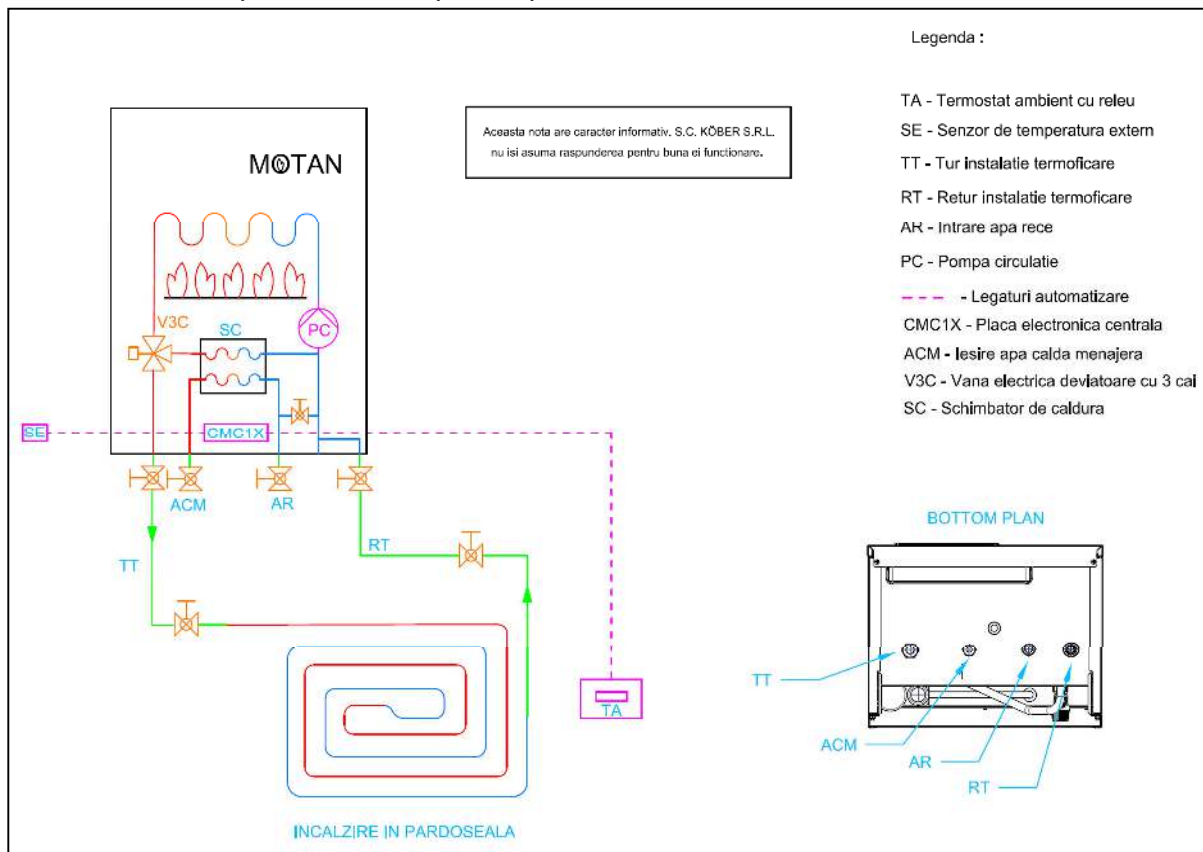 Legenda :
TA - Termostat ambient cu releu
SE - Senzor de temperatura extern
TT - Tur instalatie termoficare
RT - Retur instalatie termoficare
AR - Intrare apa rece
PC - Pompa circulatie
- Legaturi automatizare
CMC1X - Placa electronica centrala
ACM - Iesire apa calda menajera
V3C - Vana electrica deviatoare cu 3 cai
SC - Schimbator de caldura
Aceasta nota are caracter informativ. S.C. KÖBER S.R.L.
nu isi asuma raspunderea pentru buna ei functionare.
MOTAN
V3C
SC
PC
SE
CMC1X
ACM
AR
TT
RT
TA
INCALZIRE IN PARDOSEALA
BOTTOM PLAN
TT
ACM
AR
RT